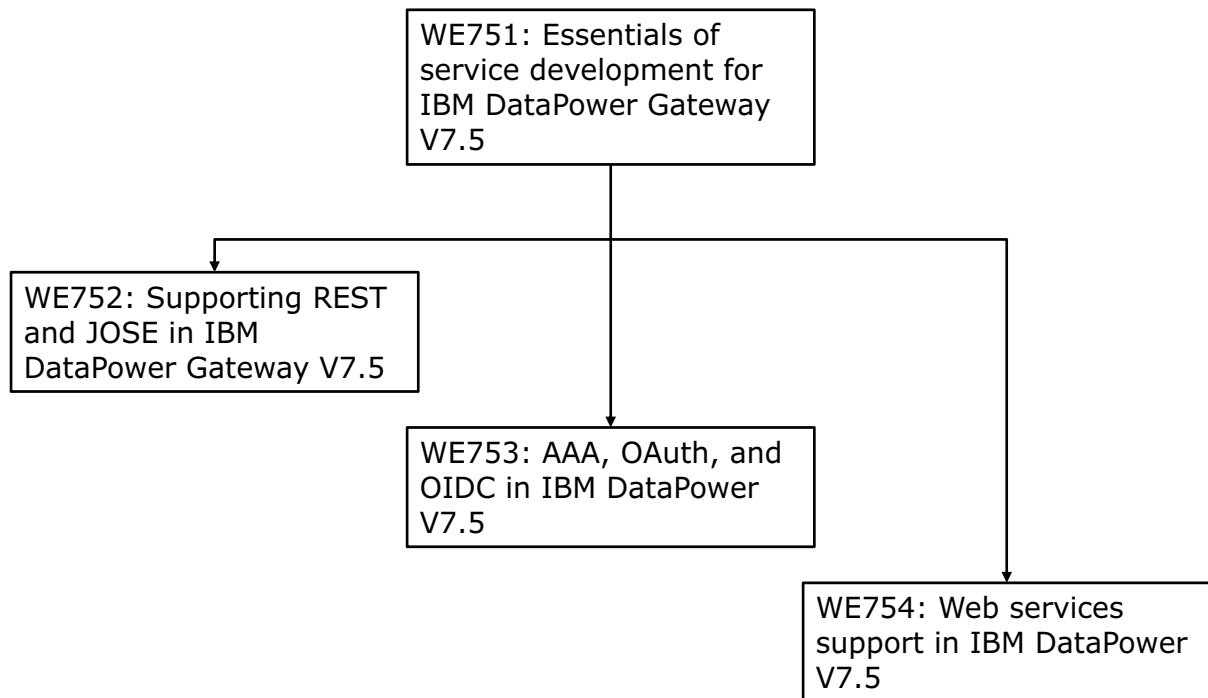 WE751: Essentials of
service development for
IBM DataPower Gateway
V7.5
WE752: Supporting REST
and JOSE in IBM
DataPower Gateway V7.5
WE753: AAA, OAuth, and
OIDC in IBM DataPower
V7.5
WE754: Web services
support in IBM DataPower
V7.5